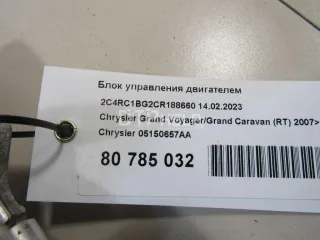 Блок управления двигателем
2C4RC1BG2CR188660 14.02.2023
Chrysler Grand Voyager/Grand Caravan (RT) 2007>
Chrysler 05150657AA
80 785 032